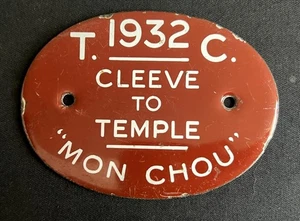 T. 1932 C.
CLEEVE
TO
TEMPLE
"MON CHOU"